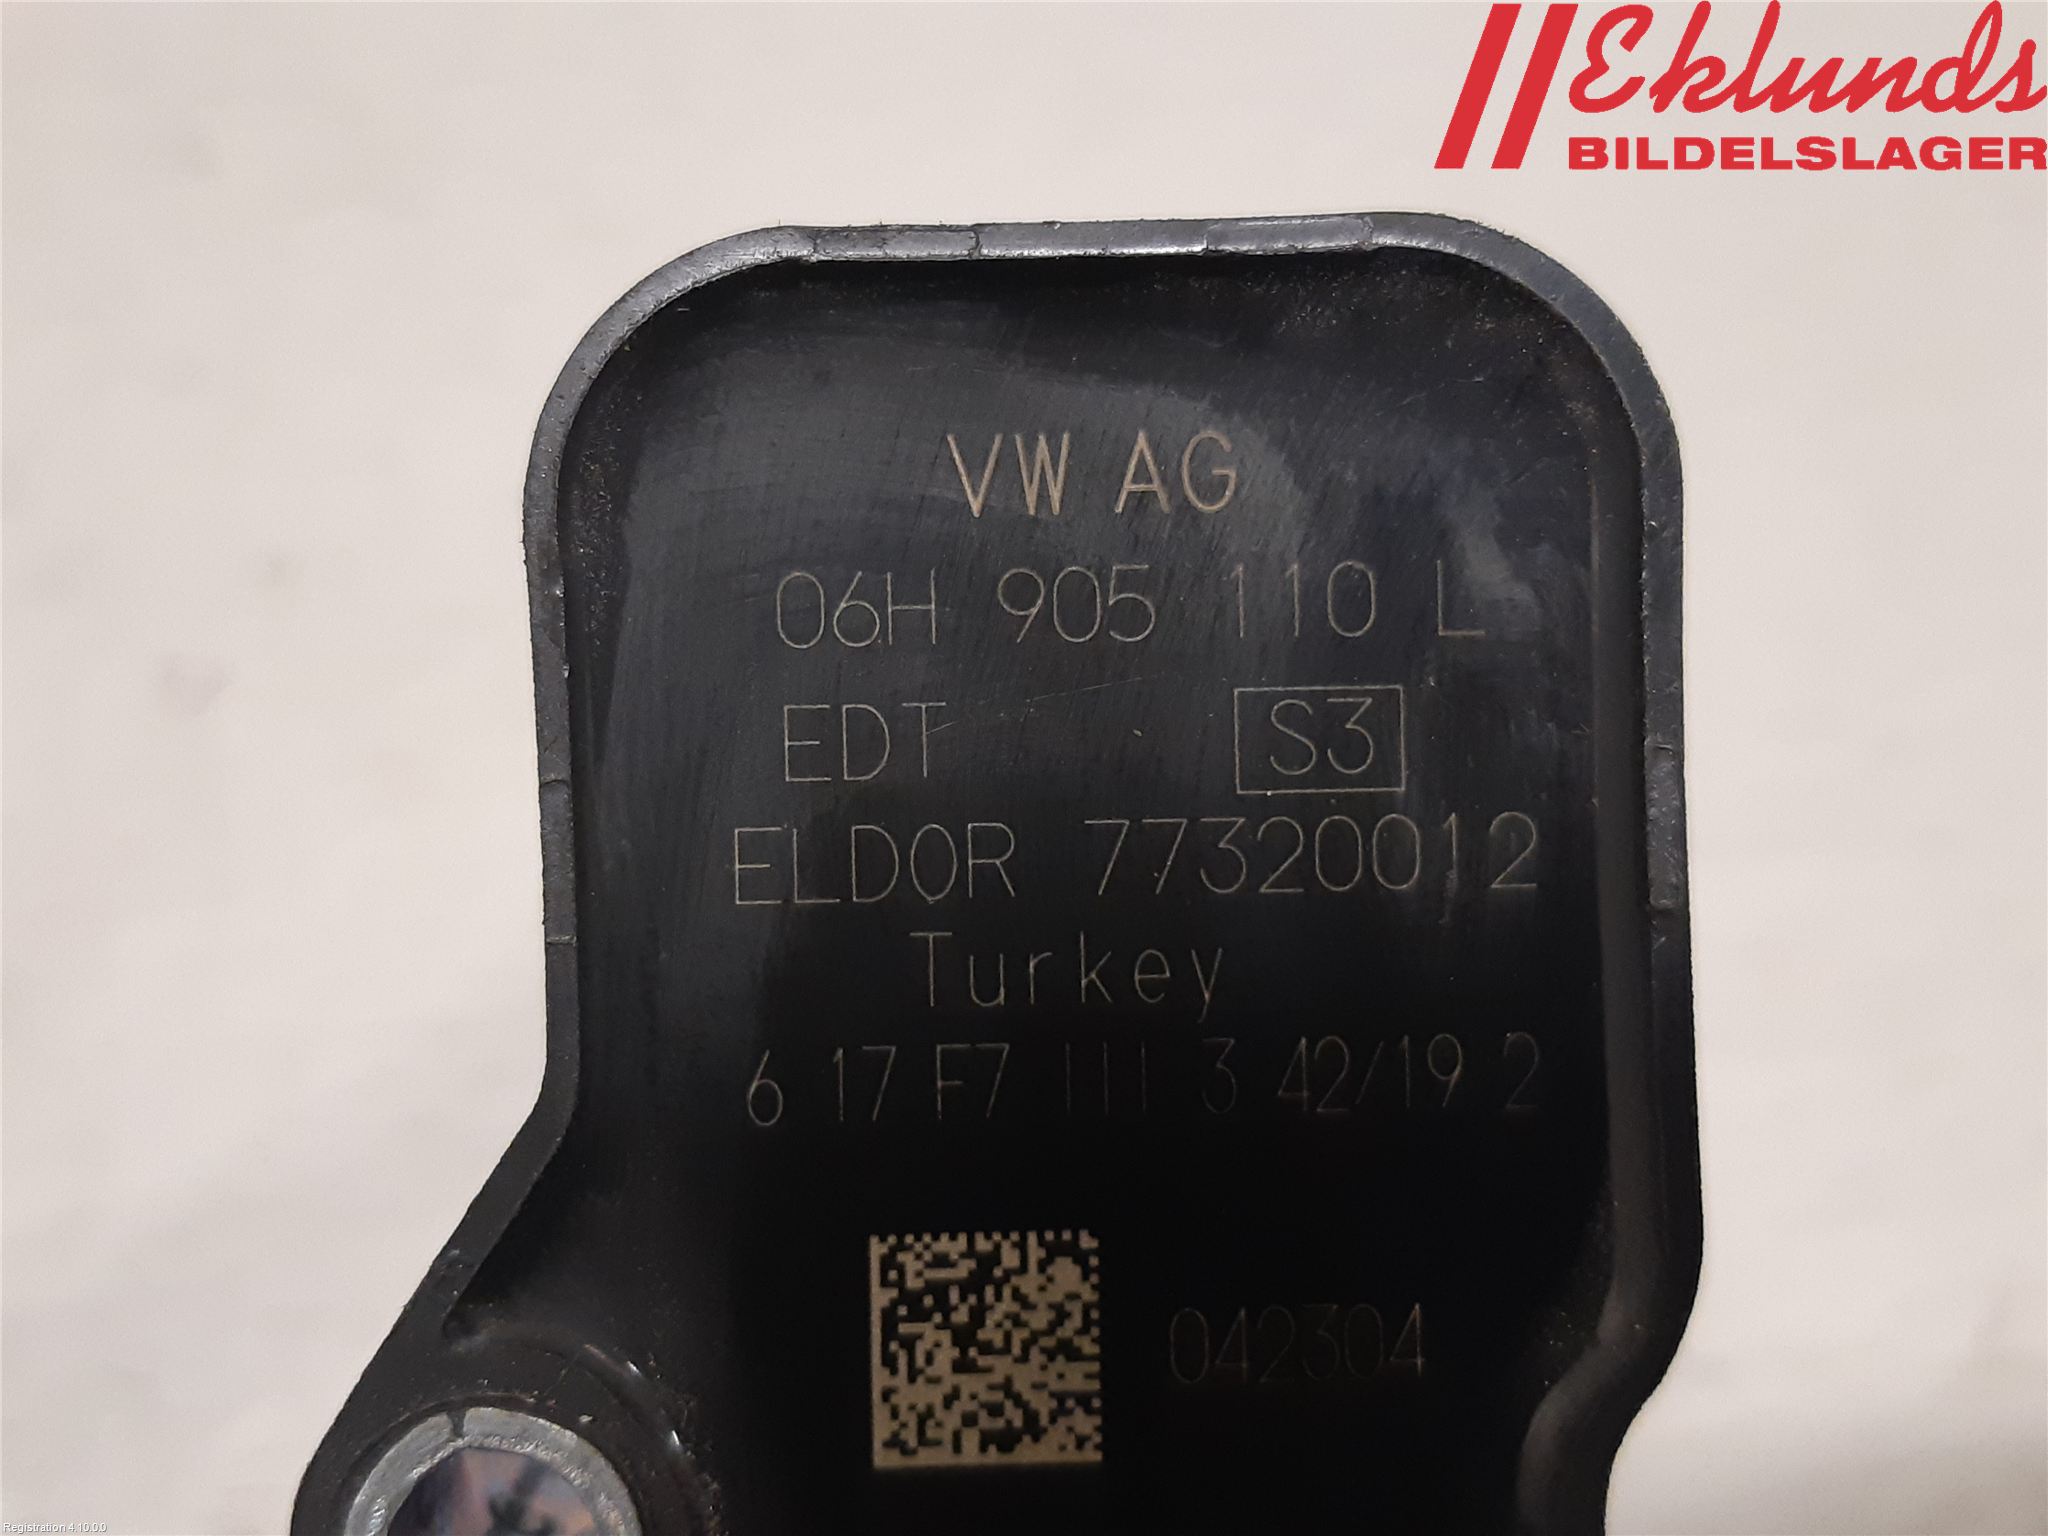 Eklunds
BILDELSLAGER
VW AG
06H 905 110 L
EDT S3
ELDOR 77320012
Turkey
6 17 F7 III 3 42/19 2
042304
Registration 4.10.0.0